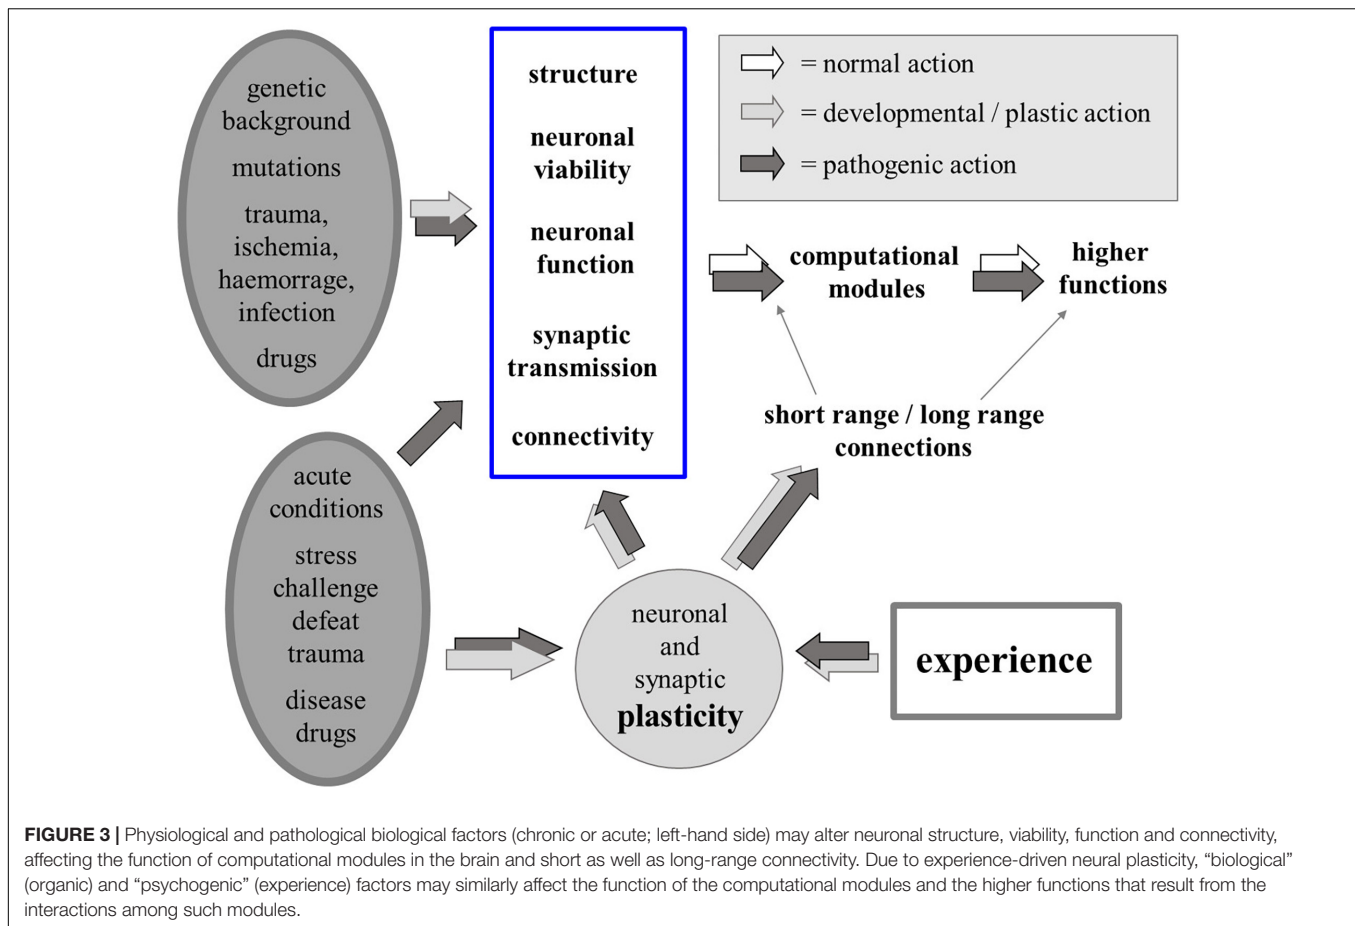 genetic
background
mutations
trauma,
ischemia,
haemorrage,
infection
drugs
acute
conditions
stress
challenge
defeat
trauma
disease
drugs
structure
neuronal
viability
neuronal
function
synaptic
transmission
connectivity
= normal action
= developmental / plastic action
= pathogenic action
computational
modules
higher
functions
short range / long range
connections
neuronal
and
synaptic
plasticity
experience
FIGURE 3 | Physiological and pathological biological factors (chronic or acute; left-hand side) may alter neuronal structure, viability, function and connectivity,
affecting the function of computational modules in the brain and short as well as long-range connectivity. Due to experience-driven neural plasticity, “biological”
(organic) and “psychogenic” (experience) factors may similarly affect the function of the computational modules and the higher functions that result from the
interactions among such modules.